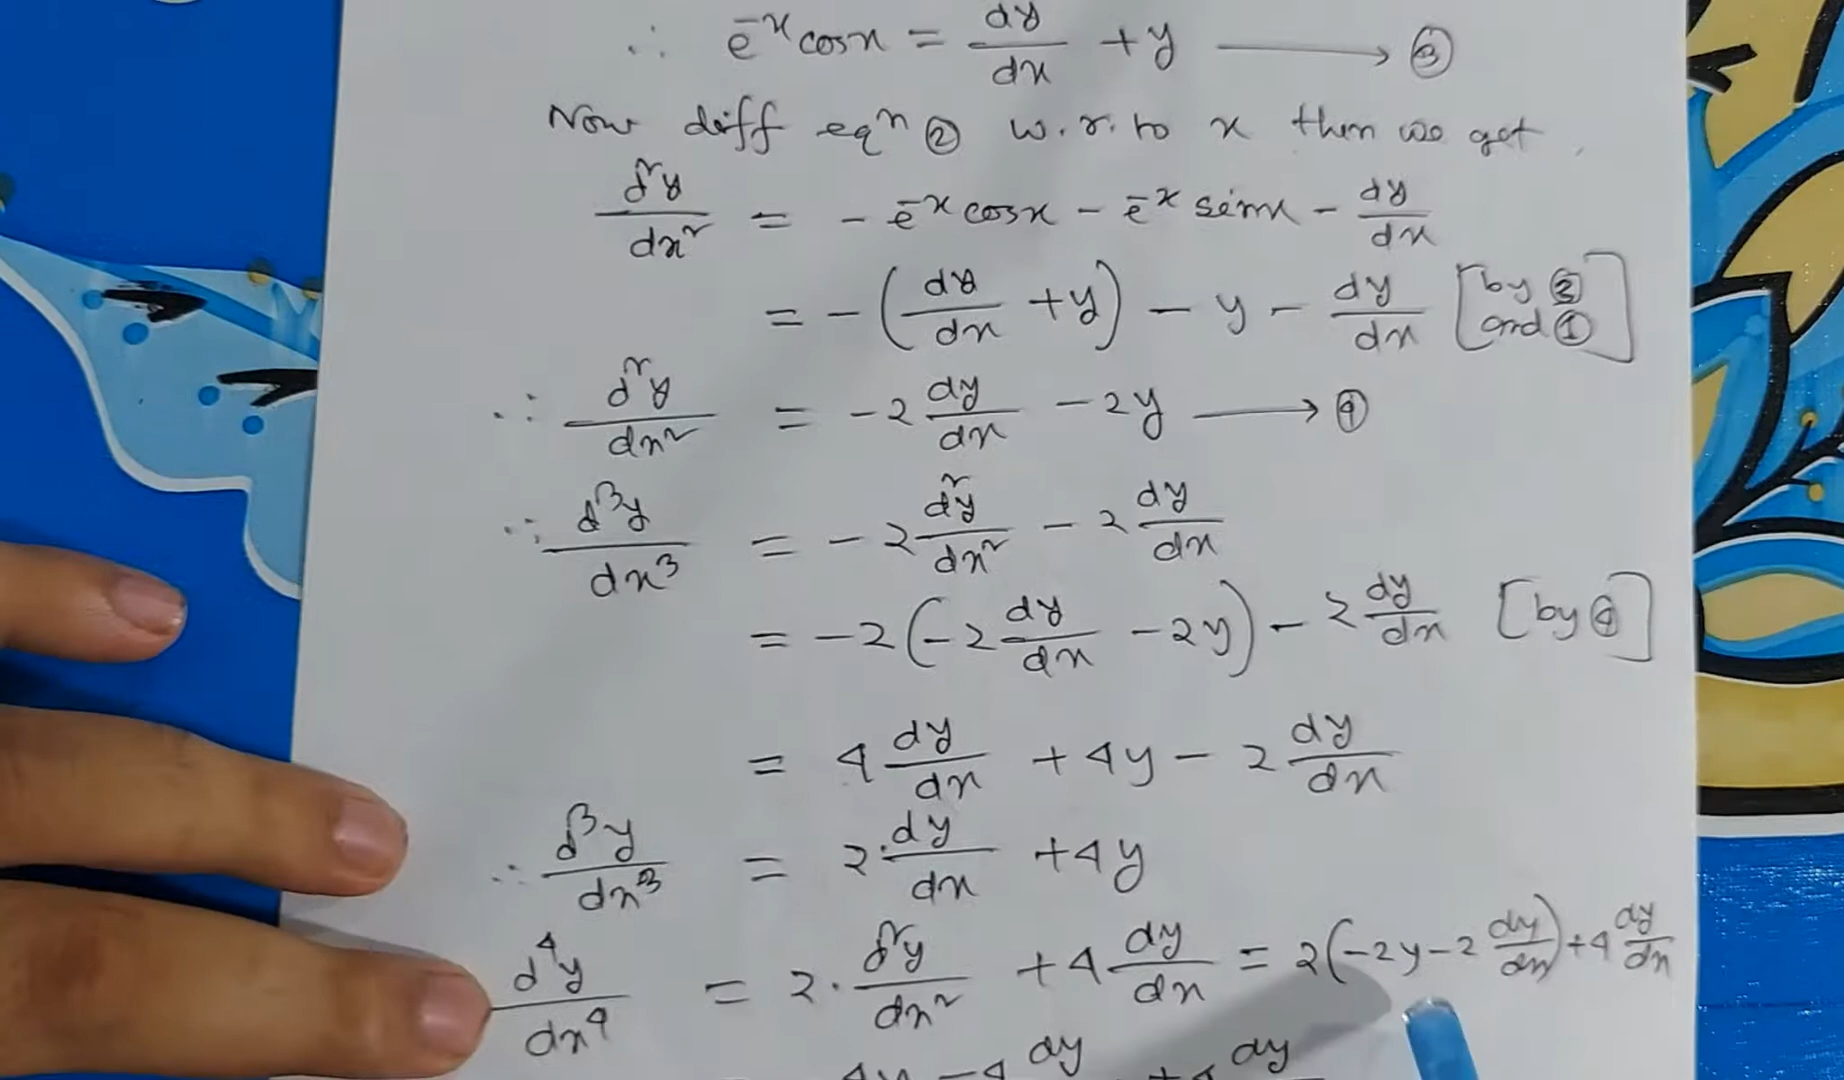 ∴ e⁻ˣ cosx = dy/dx + y ⟶ ③
Now diff eqⁿ ② w.r.to x then we get
d²y/dx² = - e⁻ˣ cosx - e⁻ˣ sinx - dy/dx
= - (dy/dx + y) - y - dy/dx [by ③ and ①]
∴ d²y/dx² = -2 dy/dx - 2y ⟶ ④
∴ d³y/dx³ = -2 d²y/dx² - 2 dy/dx
= -2(-2 dy/dx - 2y) - 2 dy/dx [by ④]
= 4 dy/dx + 4y - 2 dy/dx
∴ d³y/dx³ = 2·dy/dx + 4y
d⁴y/dx⁴ = 2·d²y/dx² + 4 dy/dx = 2(-2y - 2 dy/dx) + 4 dy/dx